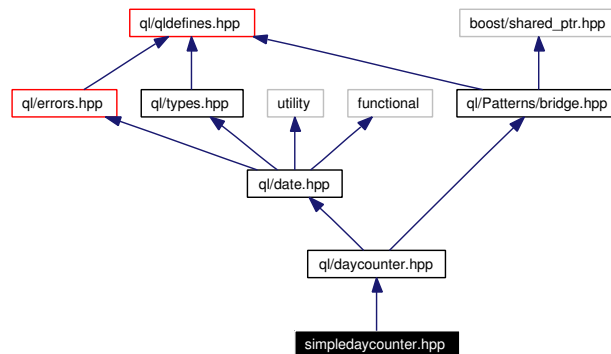 ql/qldefines.hpp
boost/shared_ptr.hpp
ql/errors.hpp
ql/types.hpp
utility
functional
ql/Patterns/bridge.hpp
ql/date.hpp
ql/daycounter.hpp
simpledaycounter.hpp